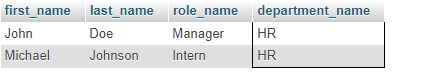 first_name last_name role_name department_name
John Doe Manager HR
Michael Johnson Intern HR